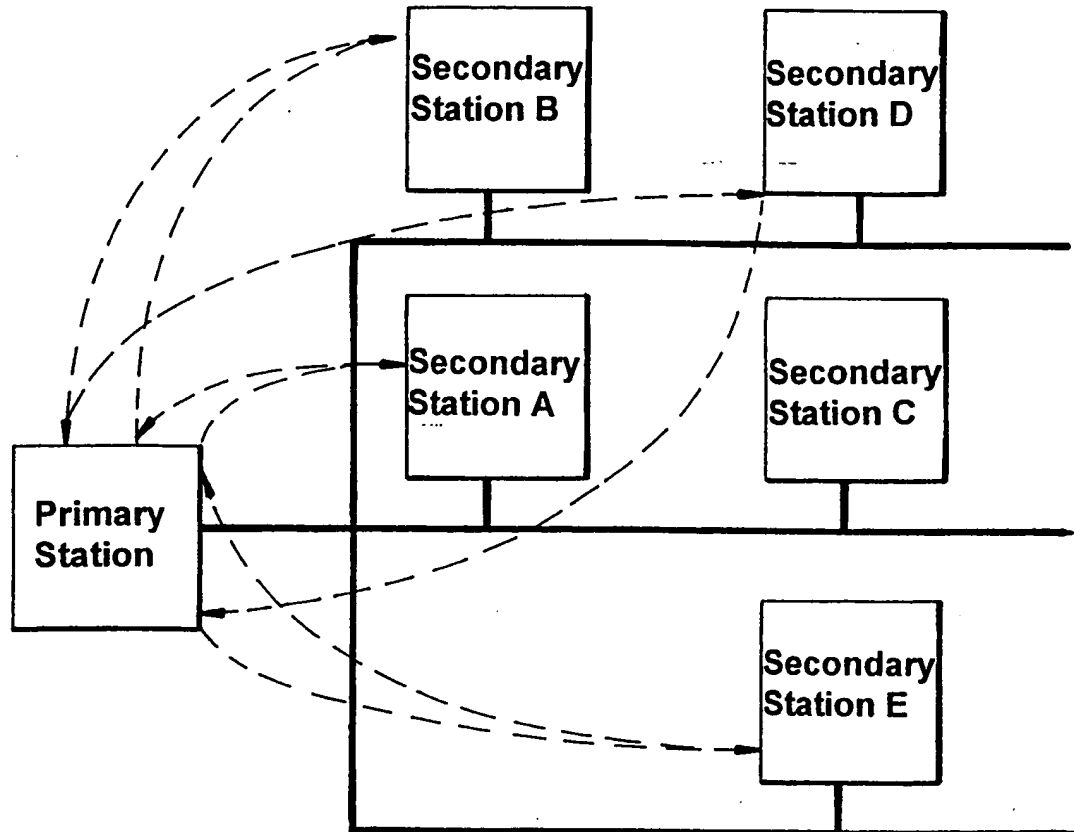 Secondary
Station B
Secondary
Station D
Secondary
Station A
Secondary
Station C
Primary
Station
Secondary
Station E